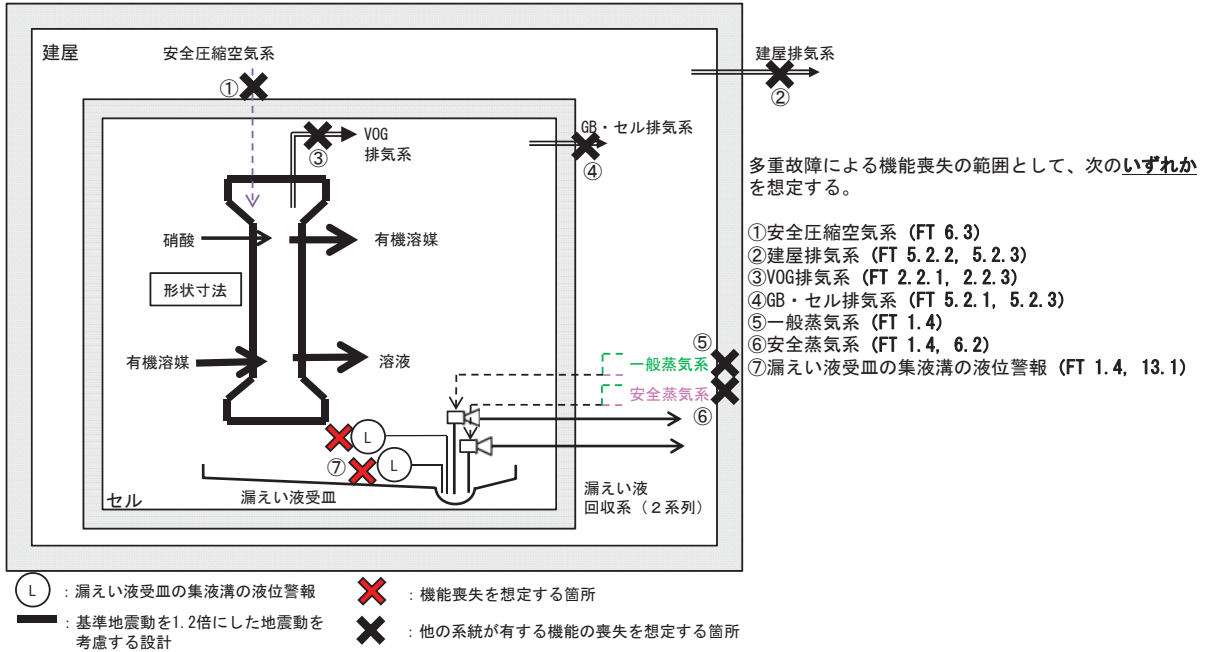 建屋
安全圧縮空気系
①
建屋排気系
②
VOG
排気系
③
GB・セル排気系
④
硝酸
有機溶媒
形状寸法
有機溶媒
溶液
⑤
一般蒸気系
安全蒸気系
⑥
L
⑦
L
漏えい液受皿
セル
漏えい液
回収系（２系列）
多重故障による機能喪失の範囲として、次のいずれか
を想定する。
①安全圧縮空気系 (FT 6.3)
②建屋排気系 (FT 5.2.2, 5.2.3)
③VOG排気系 (FT 2.2.1, 2.2.3)
④GB・セル排気系 (FT 5.2.1, 5.2.3)
⑤一般蒸気系 (FT 1.4)
⑥安全蒸気系 (FT 1.4, 6.2)
⑦漏えい液受皿の集液溝の液位警報 (FT 1.4, 13.1)
L ：漏えい液受皿の集液溝の液位警報
：基準地震動を1.2倍にした地震動を
考慮する設計
：機能喪失を想定する箇所
：他の系統が有する機能の喪失を想定する箇所